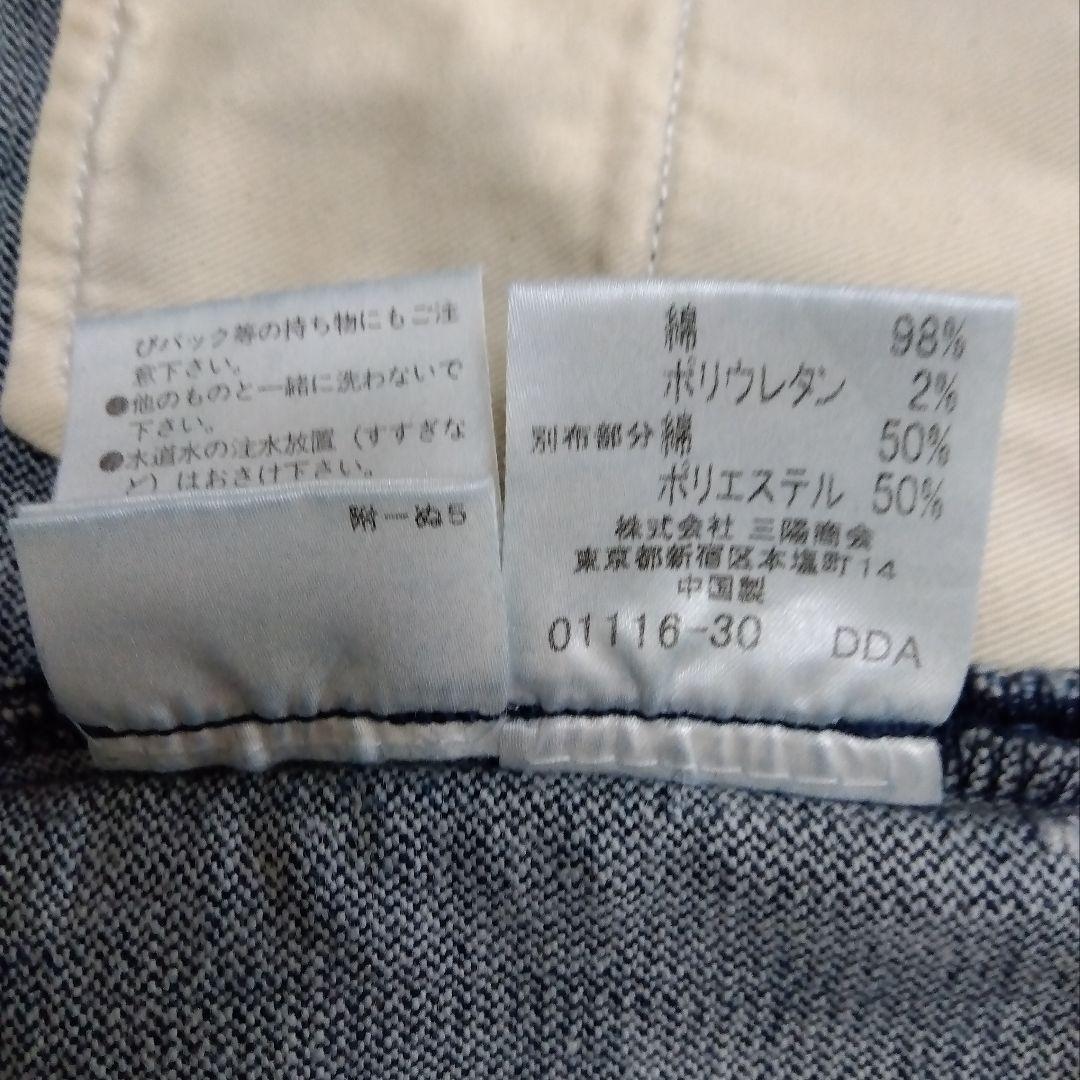 びバック等の持ち物にもご注
意下さい。
●他のものと一緒に洗わないで
下さい。
●水道水の注水放置(すすぎな
ど)はおさけ下さい。
附ーぬ5
綿 98%
ポリウレタン 2%
別布部分 綿 50%
ポリエステル 50%
株式会社 三陽商会
東京都新宿区本塩町14
中国製
01116-30 DDA